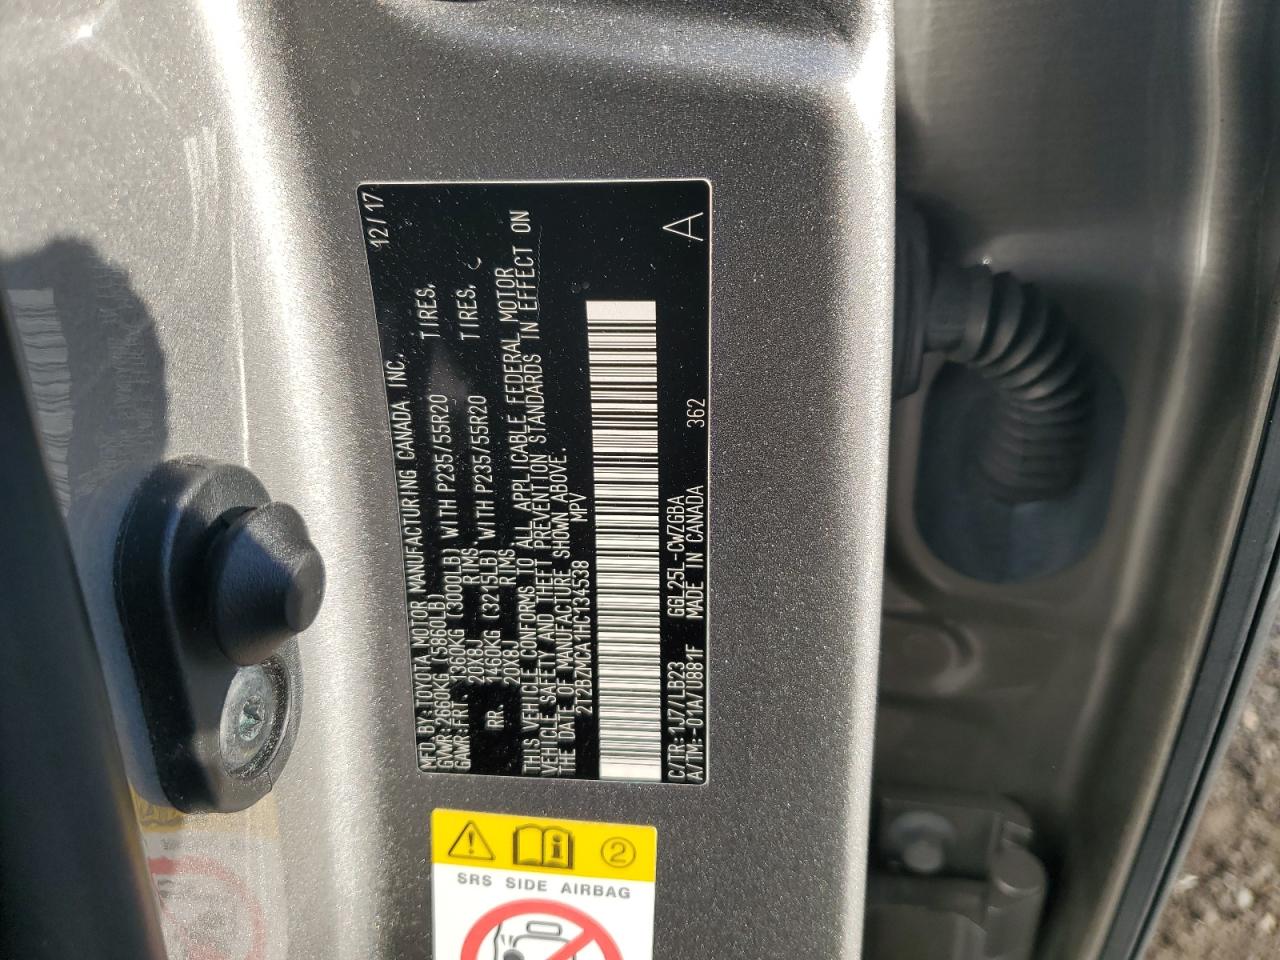 MFD BY:TOYOTA MOTOR MANUFACTURING CANADA INC. 12/17
GVWR:2660KG (5860LB)
GAWR:FRT 1360KG (3000LB) WITH P235/55R20 TIRES,
20X8J RIMS
RR. 1460KG (3215LB) WITH P235/55R20 TIRES,
20X8J RIMS
THIS VEHICLE CONFORMS TO ALL APPLICABLE FEDERAL MOTOR
VEHICLE SAFETY AND THEFT PREVENTION STANDARDS IN EFFECT ON
THE DATE OF MANUFACTURE SHOWN ABOVE.
2T2BZMCA1HC134538 MPV
C/TR:1J7/LB23 GGL25L-CWZGBA
A/TM:-01A/U881F MADE IN CANADA 362
A
2
SRS SIDE AIRBAG